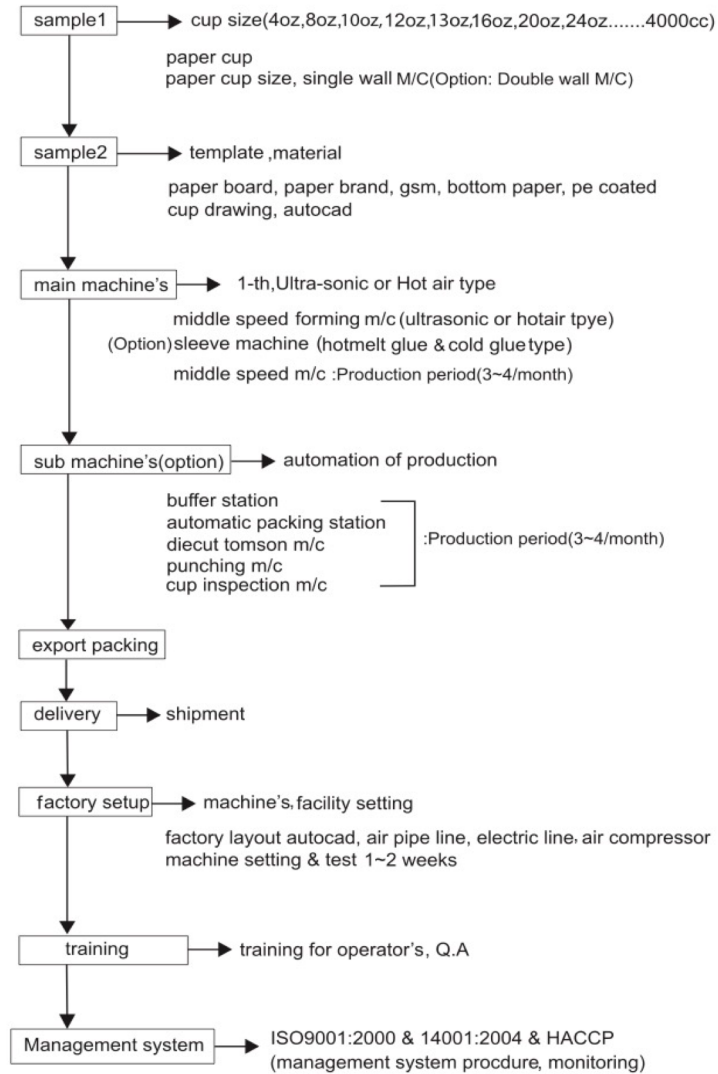 sample1
cup size(4oz,8oz,10oz,12oz,13oz,16oz,20oz,24oz.......4000cc)
paper cup
paper cup size, single wall M/C(Option: Double wall M/C)
sample2
template ,material
paper board, paper brand, gsm, bottom paper, pe coated
cup drawing, autocad
main machine's
1-th,Ultra-sonic or Hot air type
middle speed forming m/c (ultrasonic or hotair tpye)
(Option) sleeve machine (hotmelt glue & cold glue type)
middle speed m/c :Production period(3~4/month)
sub machine's(option)
automation of production
buffer station
automatic packing station
diecut tomson m/c
:Production period(3~4/month)
punching m/c
cup inspection m/c
export packing
delivery
shipment
factory setup
machine's, facility setting
factory layout autocad, air pipe line, electric line, air compressor
machine setting & test 1~2 weeks
training
training for operator's, Q.A
Management system
ISO9001:2000 & 14001:2004 & HACCP
(management system procdure, monitoring)